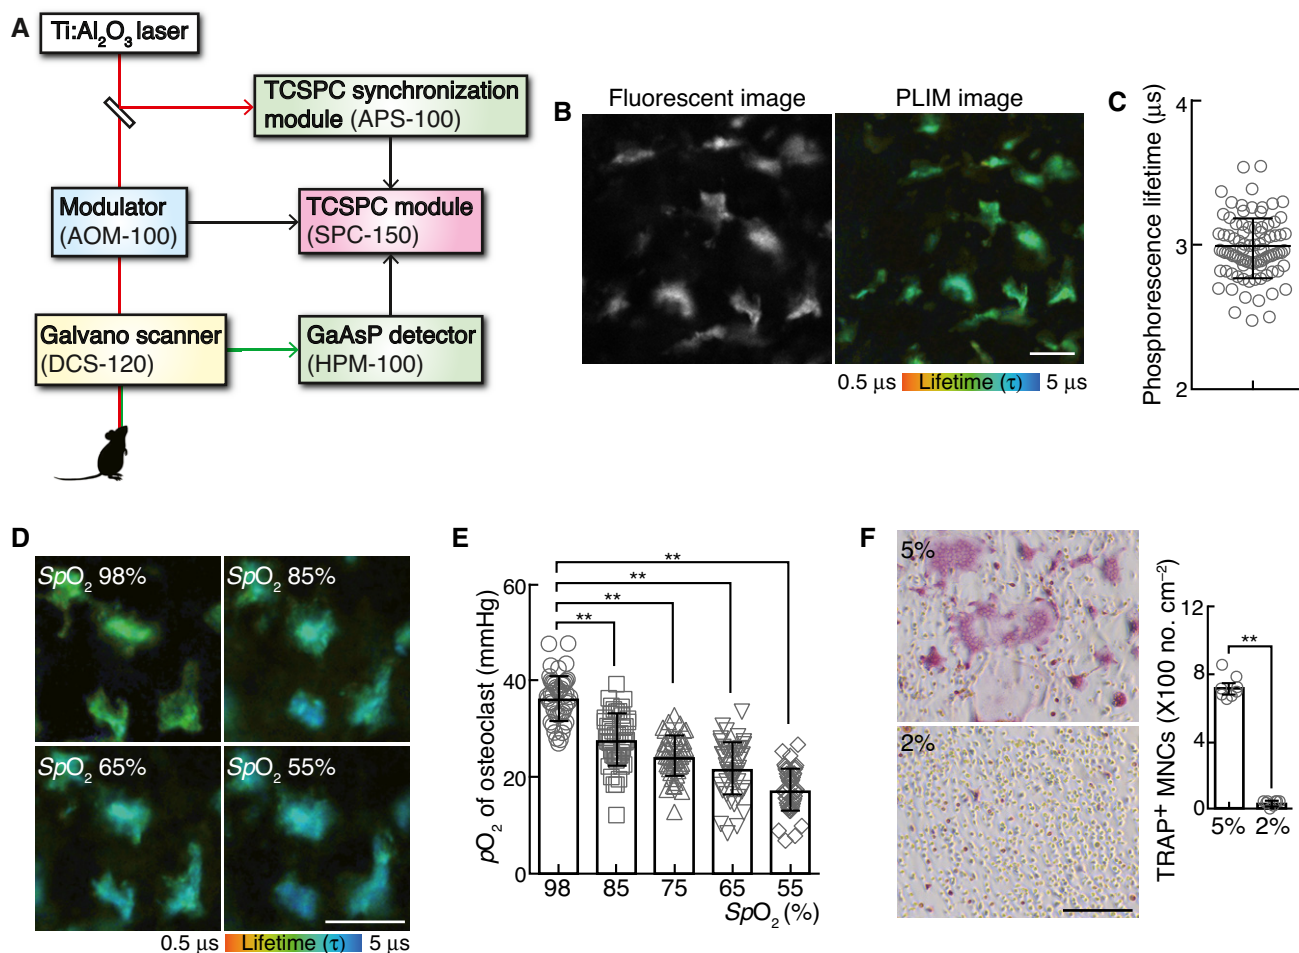 A
Ti:Al2O3 laser
TCSPC synchronization
module (APS-100)
Modulator
(AOM-100)
TCSPC module
(SPC-150)
Galvano scanner
(DCS-120)
GaAsP detector
(HPM-100)
B
Fluorescent image
PLIM image
0.5 μs
Lifetime (τ)
5 μs
C
Phosphorescence lifetime (μs)
4
3
2
D
SpO2 98%
SpO2 85%
SpO2 65%
SpO2 55%
0.5 μs
Lifetime (τ)
5 μs
E
pO2 of osteoclast (mmHg)
60
40
20
0
**
**
**
**
98
85
75
65
55
SpO2 (%)
F
5%
2%
TRAP+ MNCs (X100 no. cm−2)
12
8
4
0
**
5%
2%